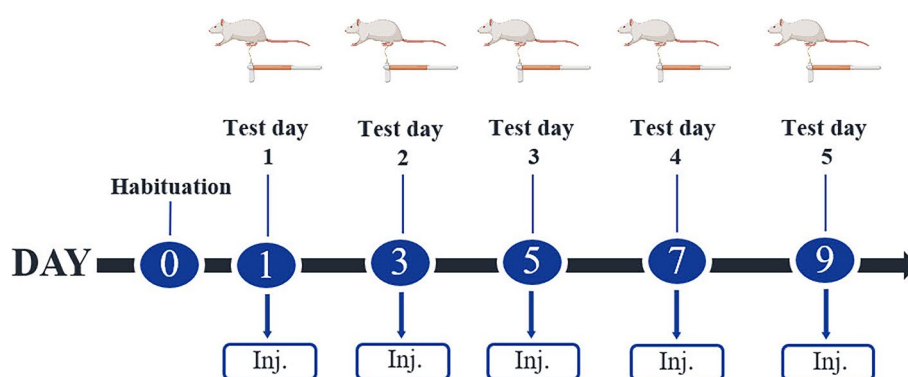 Test day
1
Test day
2
Test day
3
Test day
4
Test day
5
Habituation
DAY
0
1
3
5
7
9
Inj.
Inj.
Inj.
Inj.
Inj.